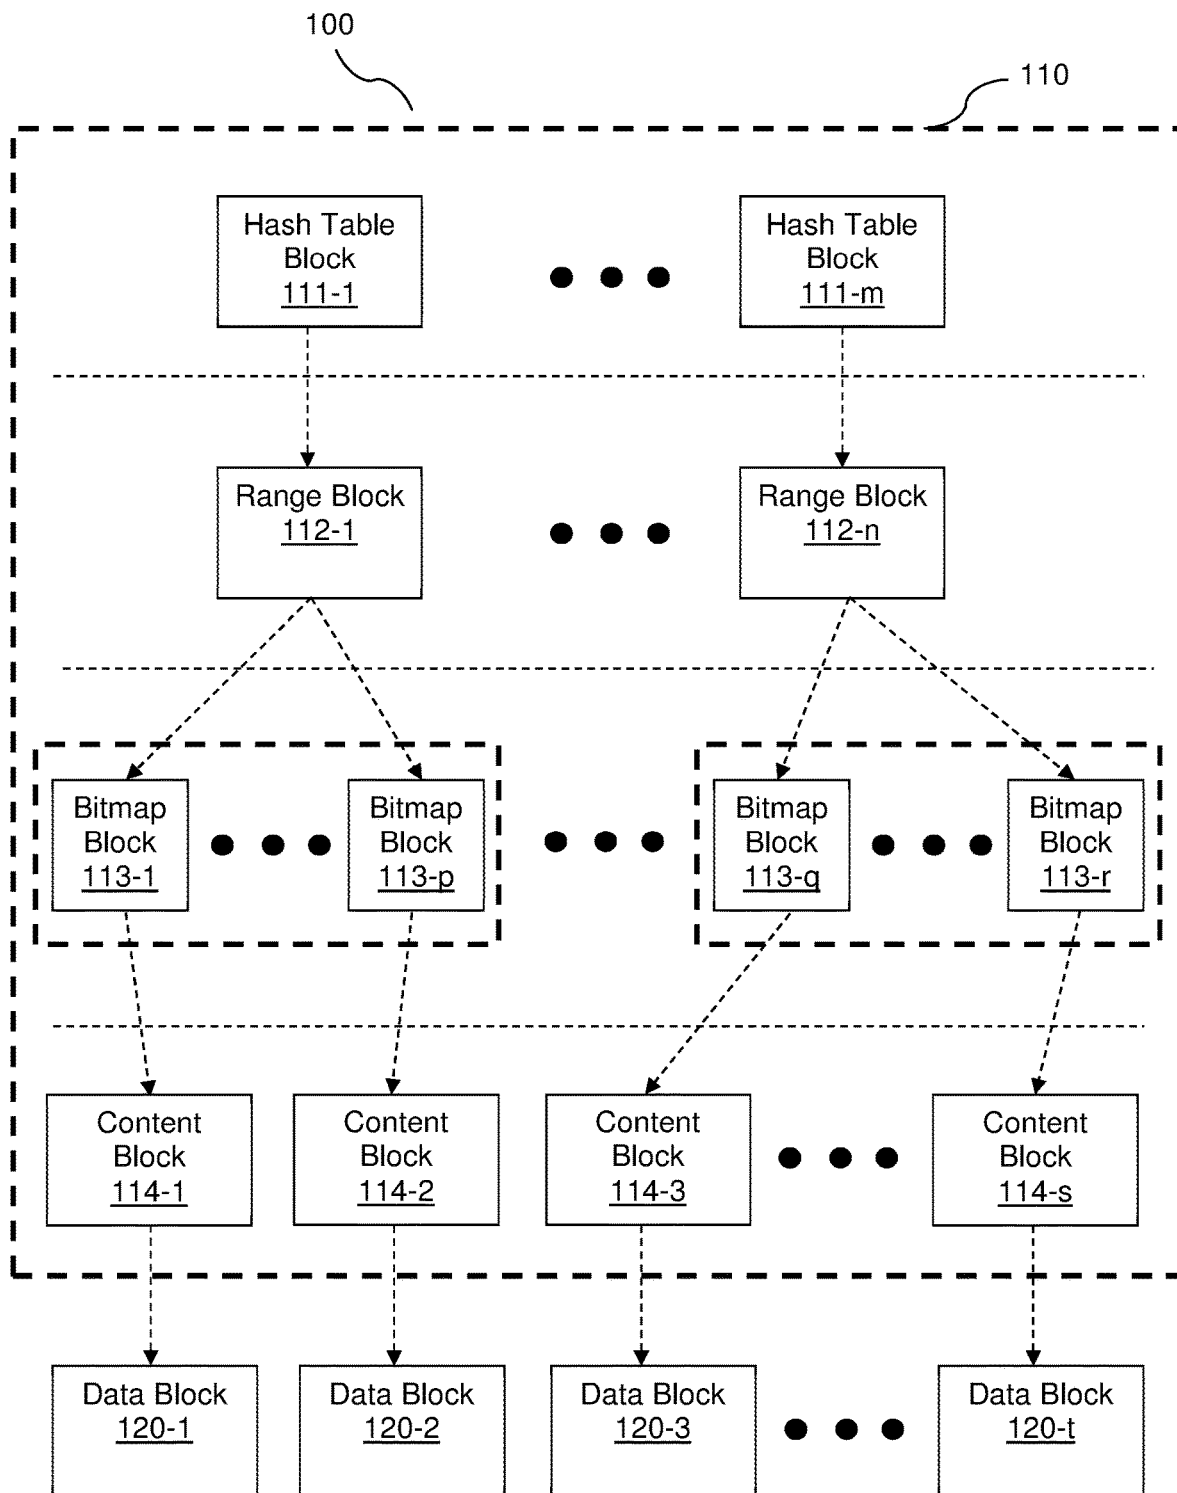 100
110
Hash Table
Block
111-1
Hash Table
Block
111-m
Range Block
112-1
Range Block
112-n
Bitmap
Block
113-1
Bitmap
Block
113-p
Bitmap
Block
113-q
Bitmap
Block
113-r
Content
Block
114-1
Content
Block
114-2
Content
Block
114-3
Content
Block
114-s
Data Block
120-1
Data Block
120-2
Data Block
120-3
Data Block
120-t